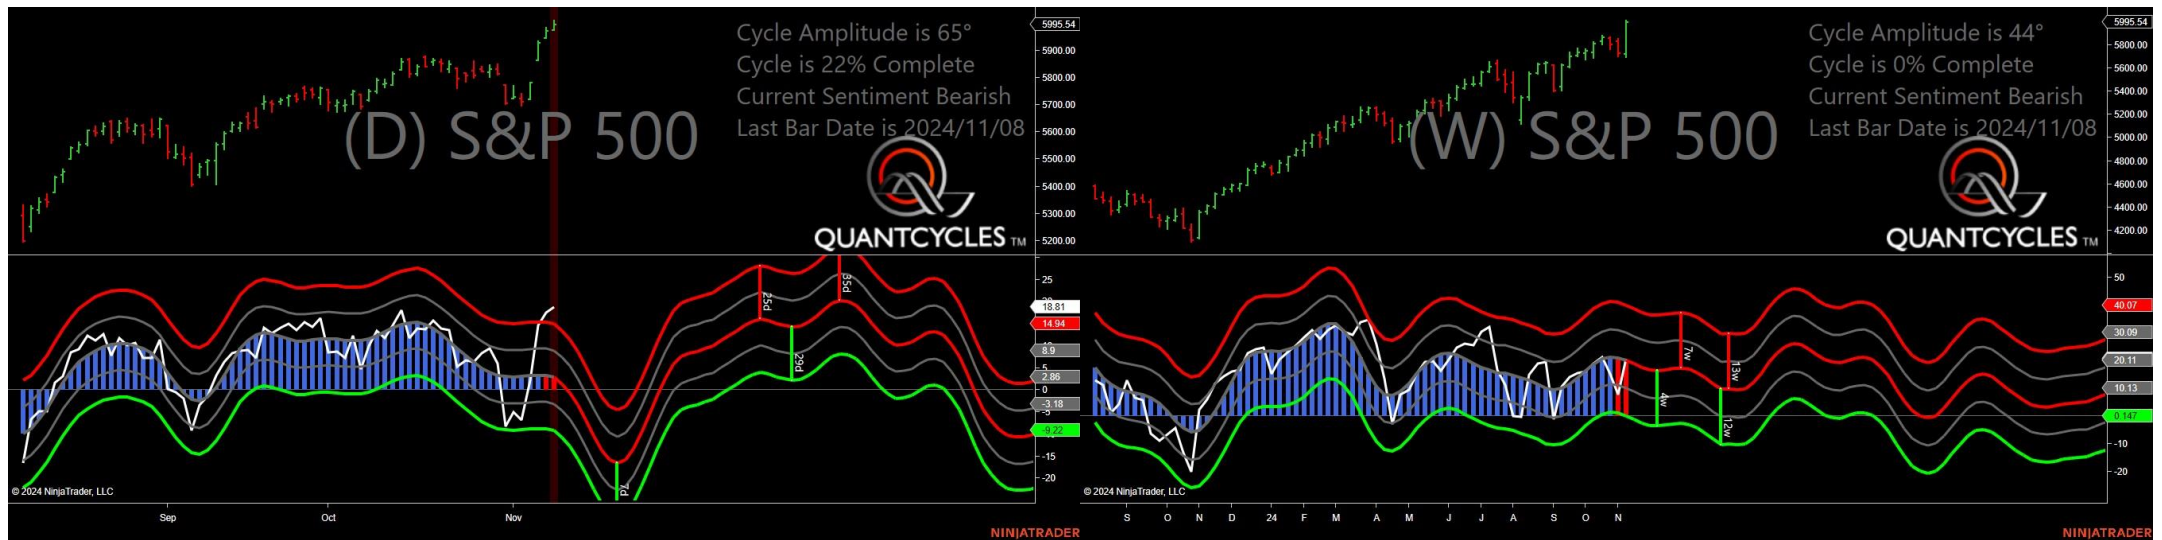 Cycle Amplitude is 65°
Cycle is 22% Complete
Current Sentiment Bearish
Last Bar Date is 2024/11/08
(D) S&P 500
QUANTCYCLES TM
5995.54
5900.00
5800.00
5700.00
5600.00
5500.00
5400.00
5300.00
5200.00
25
18.81
14.94
8.9
5
2.86
0
-3.18
-5
-9.22
-15
-20
25d
35d
29d
7d
© 2024 NinjaTrader, LLC
Sep Oct Nov
NINJATRADER
Cycle Amplitude is 44°
Cycle is 0% Complete
Current Sentiment Bearish
Last Bar Date is 2024/11/08
(W) S&P 500
QUANTCYCLES TM
5995.54
5800.00
5600.00
5400.00
5200.00
5000.00
4800.00
4600.00
4400.00
4200.00
50
40.07
30.09
20.11
10.13
0.147
-10
-20
7w
13w
4w
12w
© 2024 NinjaTrader, LLC
S O N D 24 F M A M J J A S O N
NINJATRADER